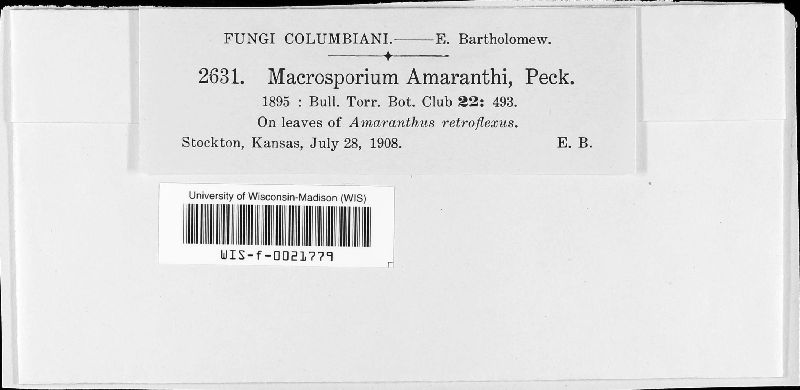 FUNGI COLUMBIANI.——E. Bartholomew.
2631. Macrosporium Amaranthi, Peck.
1895 : Bull. Torr. Bot. Club 22: 493.
On leaves of Amaranthus retroflexus.
Stockton, Kansas, July 28, 1908. E. B.
University of Wisconsin-Madison (WIS)
WIS-f-0021779